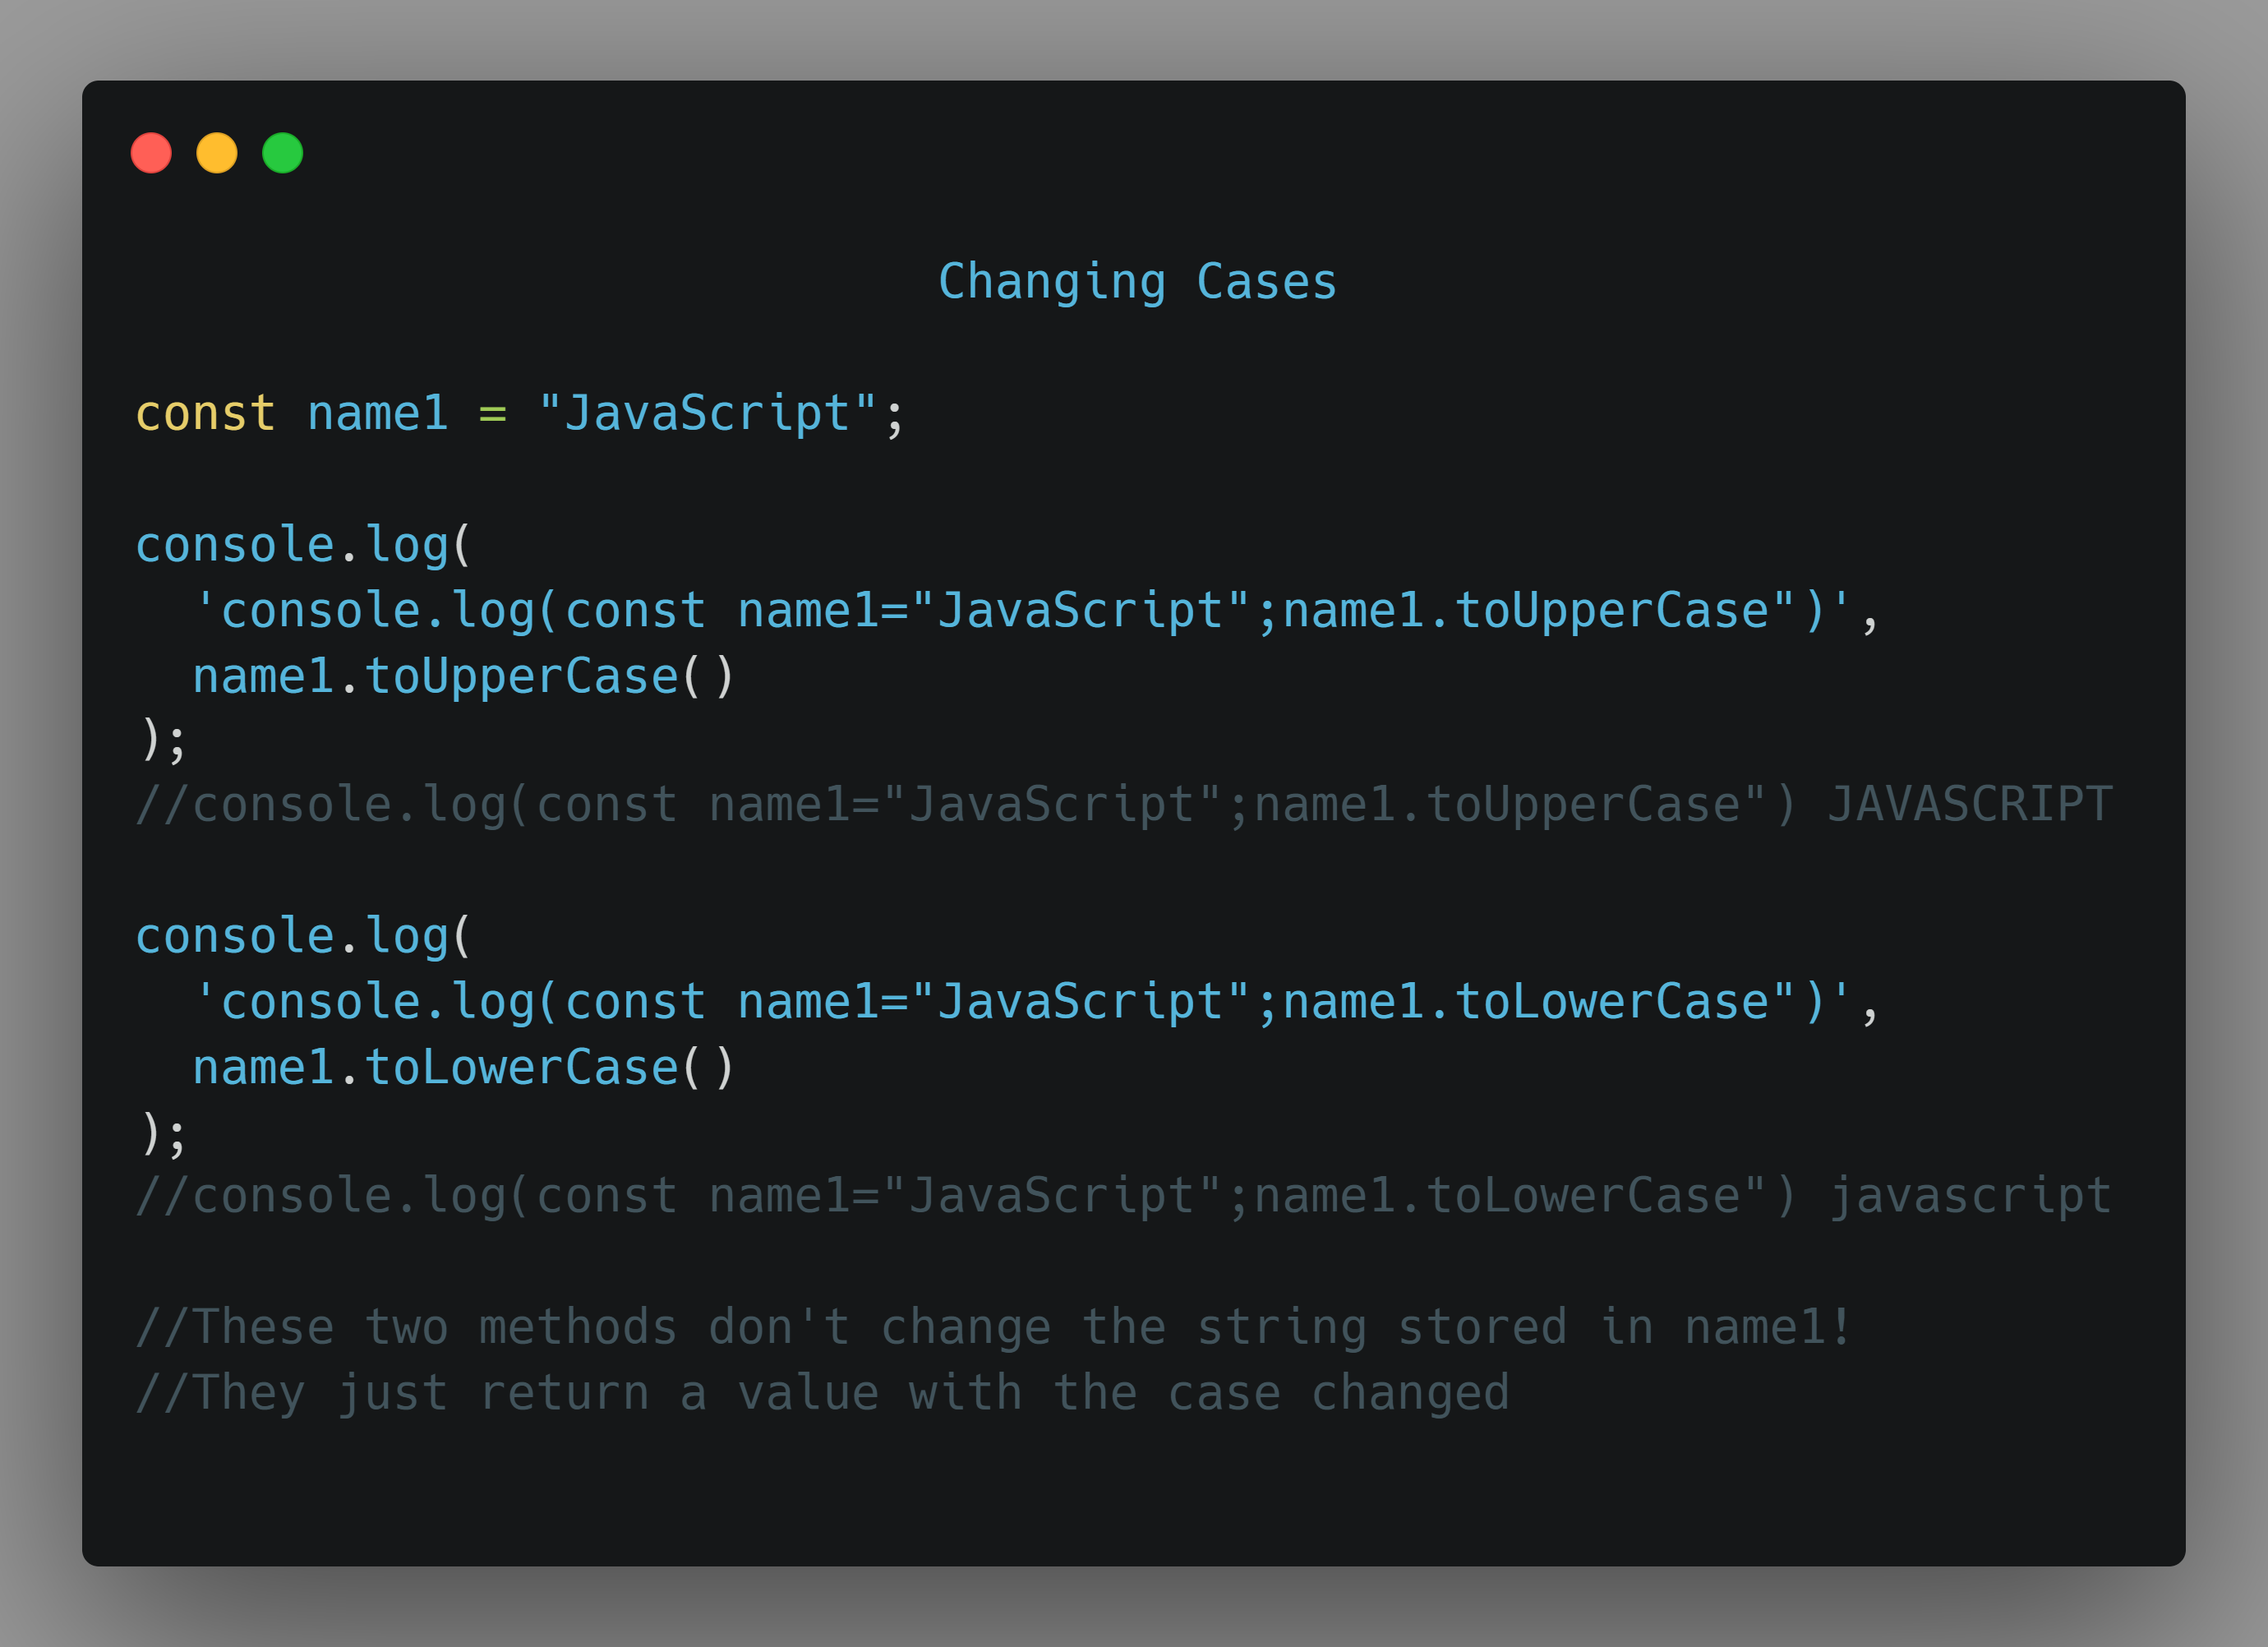 Changing Cases
const name1 = "JavaScript";
console.log(
'console.log(const name1="JavaScript";name1.toUpperCase")',
name1.toUpperCase()
);
//console.log(const name1="JavaScript";name1.toUpperCase") JAVASCRIPT
console.log(
'console.log(const name1="JavaScript";name1.toLowerCase")',
name1.toLowerCase()
);
//console.log(const name1="JavaScript";name1.toLowerCase") javascript
//These two methods don't change the string stored in name1!
//They just return a value with the case changed